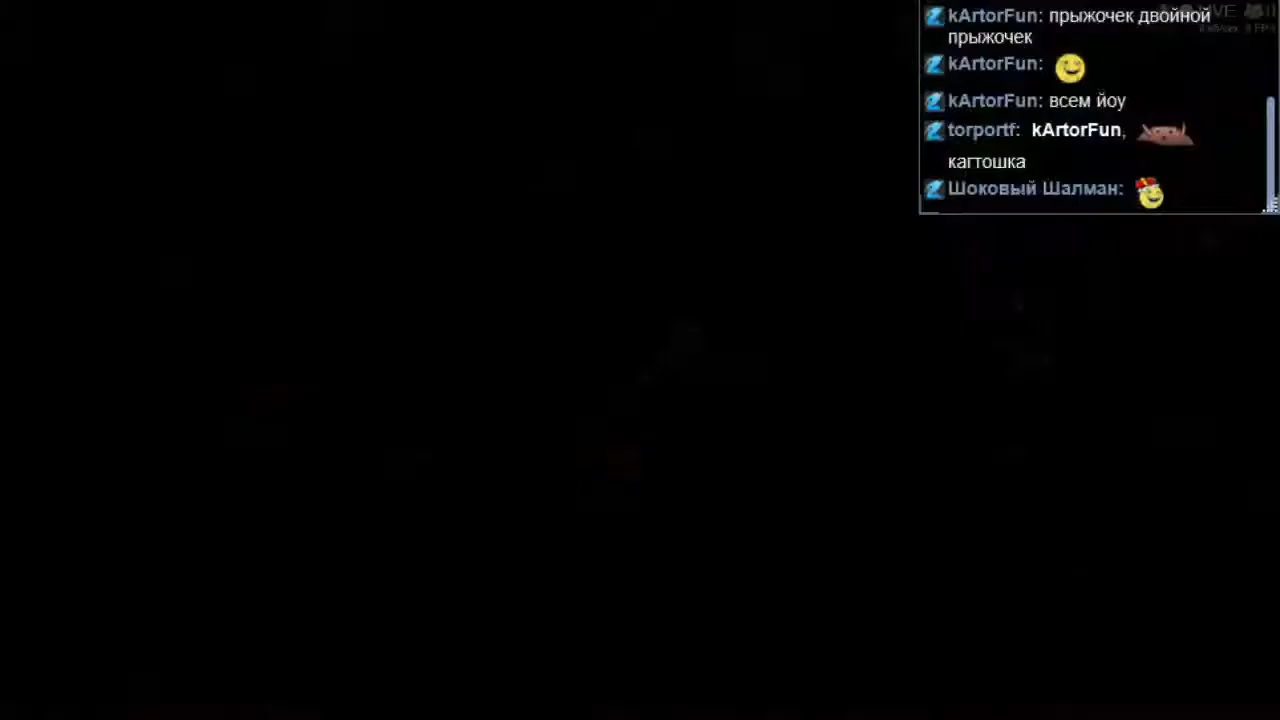 kArtorFun: прыжочек двойной
прыжочек
kArtorFun:
kArtorFun: всем йоу
torportf: kArtorFun,
кагтошка
Шоковый Шалман: